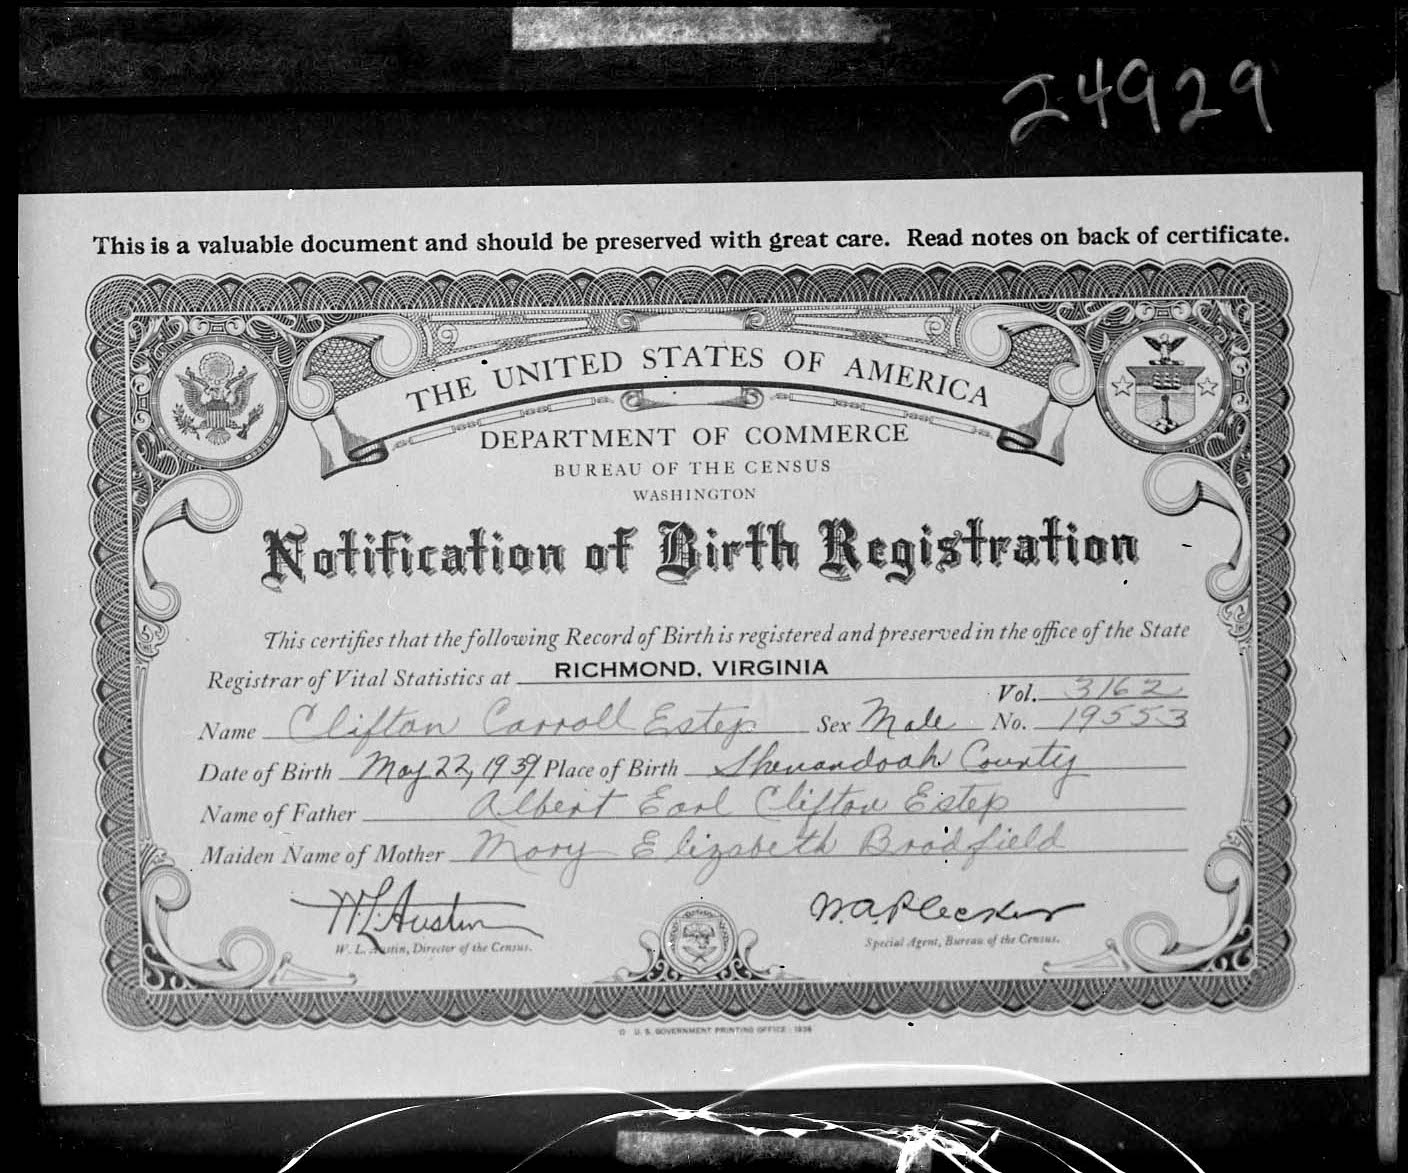 24929
This is a valuable document and should be preserved with great care. Read notes on back of certificate.
THE UNITED STATES OF AMERICA
DEPARTMENT OF COMMERCE
BUREAU OF THE CENSUS
WASHINGTON
Notification of Birth Registration
This certifies that the following Record of Birth is registered and preserved in the office of the State
Registrar of Vital Statistics at RICHMOND, VIRGINIA
Vol. 3162
Name Clifton Carroll Estep Sex Male No. 19553
Date of Birth May 22, 1939 Place of Birth Shenandoah County
Name of Father Albert Earl Clifton Estep
Maiden Name of Mother Mary Elizabeth Bradfield
W.L. Austin W.A. Plecker
W. L. Austin, Director of the Census. Special Agent, Bureau of the Census.
U. S. GOVERNMENT PRINTING OFFICE : 1936